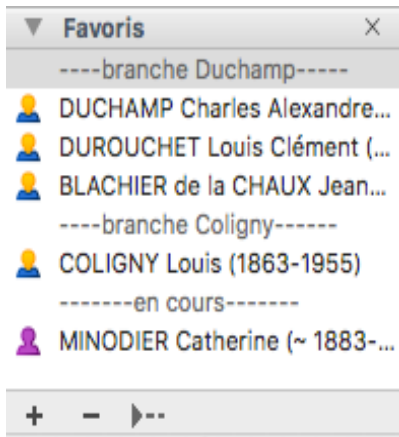 Favoris
----branche Duchamp-----
DUCHAMP Charles Alexandre...
DUROUCHET Louis Clément (...
BLACHIER de la CHAUX Jean...
----branche Coligny------
COLIGNY Louis (1863-1955)
-------en cours-------
MINODIER Catherine (~ 1883-...